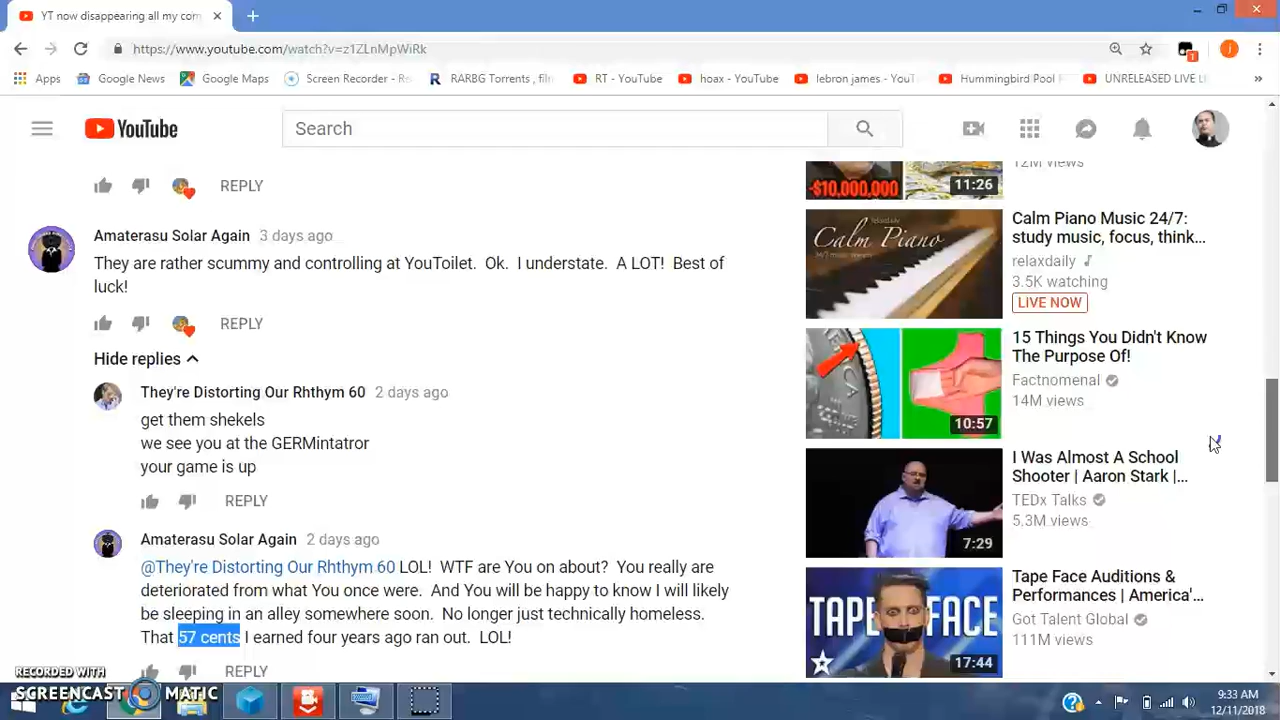 YT now disappearing all my com
https://www.youtube.com/watch?v=z1ZLnMpWiRk
Apps Google News Google Maps Screen Recorder - Re RARBG Torrents , film RT - YouTube hoax - YouTube lebron james - YouT Hummingbird Pool UNRELEASED LIVE LI
YouTube
Search
REPLY
Amaterasu Solar Again 3 days ago
They are rather scummy and controlling at YouToilet. Ok. I understate. A LOT! Best of
luck!
REPLY
Hide replies
They're Distorting Our Rhthym 60 2 days ago
get them shekels
we see you at the GERMintatror
your game is up
REPLY
Amaterasu Solar Again 2 days ago
@They're Distorting Our Rhthym 60 LOL! WTF are You on about? You really are
deteriorated from what You once were. And You will be happy to know I will likely
be sleeping in an alley somewhere soon. No longer just technically homeless.
That 57 cents I earned four years ago ran out. LOL!
REPLY
12M views
-$10,000,000
11:26
Calm Piano
relaxdaily
Calm Piano Music 24/7:
study music, focus, think...
relaxdaily
3.5K watching
LIVE NOW
10:57
15 Things You Didn't Know
The Purpose Of!
Factnomenal
14M views
7:29
I Was Almost A School
Shooter | Aaron Stark |...
TEDx Talks
5.3M views
TAPE FACE
17:44
Tape Face Auditions &
Performances | America'...
Got Talent Global
111M views
RECORDED WITH
SCREENCAST MATIC
9:33 AM
12/11/2018